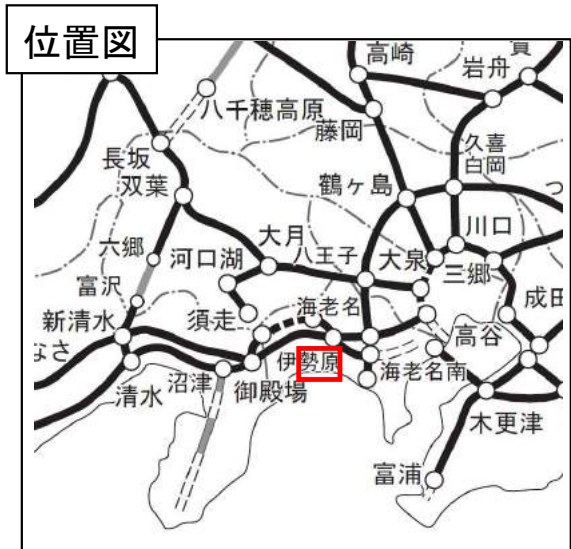 位置図
高崎
岩舟
八千穂高原
藤岡
久喜
白岡
長坂
双葉
鶴ヶ島
つ
川口
六郷
河口湖
大月
八王子
大泉
三郷
富沢
成田
新清水
須走
海老名
高谷
なさ
伊勢原
海老名南
清水
沼津
御殿場
木更津
富浦